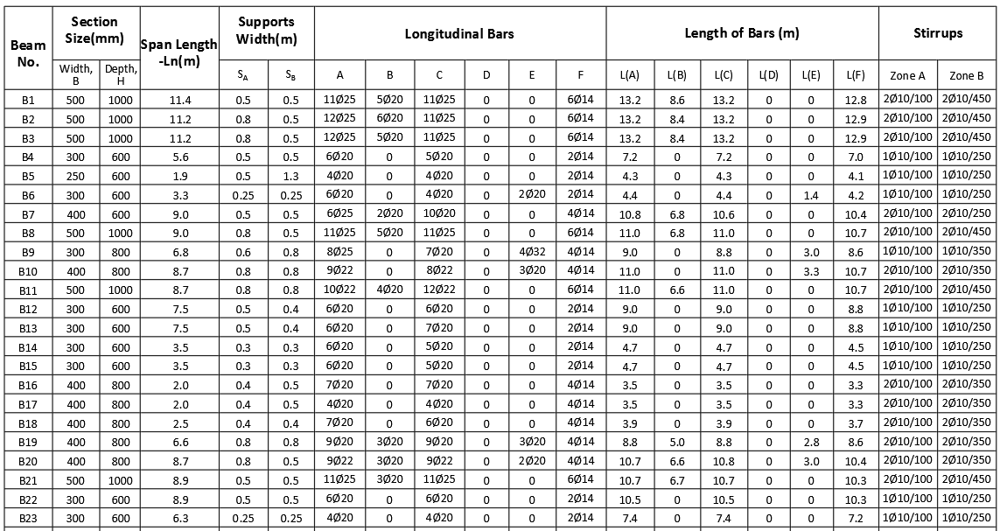 Beam No. | Section Size(mm) | Span Length -Ln(m) | Supports Width(m) | Longitudinal Bars | Length of Bars (m) | Stirrups
Width, B | Depth, H | S_A | S_B | A | B | C | D | E | F | L(A) | L(B) | L(C) | L(D) | L(E) | L(F) | Zone A | Zone B
B1 | 500 | 1000 | 11.4 | 0.5 | 0.5 | 11Ø25 | 5Ø20 | 11Ø25 | 0 | 0 | 6Ø14 | 13.2 | 8.6 | 13.2 | 0 | 0 | 12.8 | 2Ø10/100 | 2Ø10/450
B2 | 500 | 1000 | 11.2 | 0.8 | 0.5 | 12Ø25 | 6Ø20 | 11Ø25 | 0 | 0 | 6Ø14 | 13.2 | 8.4 | 13.2 | 0 | 0 | 12.9 | 2Ø10/100 | 2Ø10/450
B3 | 500 | 1000 | 11.2 | 0.8 | 0.5 | 12Ø25 | 5Ø20 | 11Ø25 | 0 | 0 | 6Ø14 | 13.2 | 8.4 | 13.2 | 0 | 0 | 12.9 | 2Ø10/100 | 2Ø10/450
B4 | 300 | 600 | 5.6 | 0.5 | 0.5 | 6Ø20 | 0 | 5Ø20 | 0 | 0 | 2Ø14 | 7.2 | 0 | 7.2 | 0 | 0 | 7.0 | 1Ø10/100 | 1Ø10/250
B5 | 250 | 600 | 1.9 | 0.5 | 1.3 | 4Ø20 | 0 | 4Ø20 | 0 | 0 | 2Ø14 | 4.3 | 0 | 4.3 | 0 | 0 | 4.1 | 1Ø10/100 | 1Ø10/250
B6 | 300 | 600 | 3.3 | 0.25 | 0.25 | 6Ø20 | 0 | 4Ø20 | 0 | 2Ø20 | 2Ø14 | 4.4 | 0 | 4.4 | 0 | 1.4 | 4.2 | 1Ø10/100 | 1Ø10/250
B7 | 400 | 600 | 9.0 | 0.5 | 0.5 | 6Ø25 | 2Ø20 | 10Ø20 | 0 | 0 | 4Ø14 | 10.8 | 6.8 | 10.6 | 0 | 0 | 10.4 | 2Ø10/100 | 2Ø10/250
B8 | 500 | 1000 | 9.0 | 0.8 | 0.5 | 11Ø25 | 5Ø20 | 11Ø25 | 0 | 0 | 6Ø14 | 11.0 | 6.8 | 11.0 | 0 | 0 | 10.7 | 2Ø10/100 | 2Ø10/450
B9 | 300 | 800 | 6.8 | 0.6 | 0.8 | 8Ø25 | 0 | 7Ø20 | 0 | 4Ø32 | 4Ø14 | 9.0 | 0 | 8.8 | 0 | 3.0 | 8.6 | 1Ø10/100 | 1Ø10/350
B10 | 400 | 800 | 8.7 | 0.8 | 0.8 | 9Ø22 | 0 | 8Ø22 | 0 | 3Ø20 | 4Ø14 | 11.0 | 0 | 11.0 | 0 | 3.3 | 10.7 | 2Ø10/100 | 2Ø10/350
B11 | 500 | 1000 | 8.7 | 0.8 | 0.8 | 10Ø22 | 4Ø20 | 12Ø22 | 0 | 0 | 6Ø14 | 11.0 | 6.6 | 11.0 | 0 | 0 | 10.7 | 2Ø10/100 | 2Ø10/450
B12 | 300 | 600 | 7.5 | 0.5 | 0.4 | 6Ø20 | 0 | 6Ø20 | 0 | 0 | 2Ø14 | 9.0 | 0 | 9.0 | 0 | 0 | 8.8 | 1Ø10/100 | 1Ø10/250
B13 | 300 | 600 | 7.5 | 0.5 | 0.4 | 6Ø20 | 0 | 7Ø20 | 0 | 0 | 2Ø14 | 9.0 | 0 | 9.0 | 0 | 0 | 8.8 | 1Ø10/100 | 1Ø10/250
B14 | 300 | 600 | 3.5 | 0.3 | 0.3 | 6Ø20 | 0 | 5Ø20 | 0 | 0 | 2Ø14 | 4.7 | 0 | 4.7 | 0 | 0 | 4.5 | 1Ø10/100 | 1Ø10/250
B15 | 300 | 600 | 3.5 | 0.3 | 0.3 | 6Ø20 | 0 | 5Ø20 | 0 | 0 | 2Ø14 | 4.7 | 0 | 4.7 | 0 | 0 | 4.5 | 1Ø10/100 | 1Ø10/250
B16 | 400 | 800 | 2.0 | 0.4 | 0.5 | 7Ø20 | 0 | 7Ø20 | 0 | 0 | 4Ø14 | 3.5 | 0 | 3.5 | 0 | 0 | 3.3 | 2Ø10/100 | 2Ø10/350
B17 | 400 | 800 | 2.0 | 0.4 | 0.5 | 4Ø20 | 0 | 4Ø20 | 0 | 0 | 4Ø14 | 3.5 | 0 | 3.5 | 0 | 0 | 3.3 | 2Ø10/100 | 2Ø10/350
B18 | 400 | 800 | 2.5 | 0.4 | 0.5 | 7Ø20 | 0 | 6Ø20 | 0 | 0 | 4Ø14 | 3.9 | 0 | 3.9 | 0 | 0 | 3.7 | 2Ø10/100 | 2Ø10/350
B19 | 400 | 800 | 6.6 | 0.8 | 0.8 | 9Ø20 | 3Ø20 | 9Ø20 | 0 | 3Ø20 | 4Ø14 | 8.8 | 5.0 | 8.8 | 0 | 2.8 | 8.6 | 2Ø10/100 | 2Ø10/350
B20 | 400 | 800 | 8.7 | 0.8 | 0.5 | 9Ø22 | 3Ø20 | 9Ø22 | 0 | 2Ø20 | 4Ø14 | 10.7 | 6.6 | 10.8 | 0 | 3.0 | 10.4 | 2Ø10/100 | 2Ø10/350
B21 | 500 | 1000 | 8.9 | 0.5 | 0.5 | 11Ø25 | 3Ø20 | 11Ø25 | 0 | 0 | 6Ø14 | 10.7 | 6.7 | 10.7 | 0 | 0 | 10.3 | 2Ø10/100 | 2Ø10/450
B22 | 300 | 600 | 8.9 | 0.5 | 0.5 | 6Ø20 | 0 | 6Ø20 | 0 | 0 | 2Ø14 | 10.5 | 0 | 10.5 | 0 | 0 | 10.3 | 1Ø10/100 | 1Ø10/250
B23 | 300 | 600 | 6.3 | 0.25 | 0.25 | 4Ø20 | 0 | 4Ø20 | 0 | 0 | 2Ø14 | 7.4 | 0 | 7.4 | 0 | 0 | 7.2 | 1Ø10/100 | 1Ø10/250